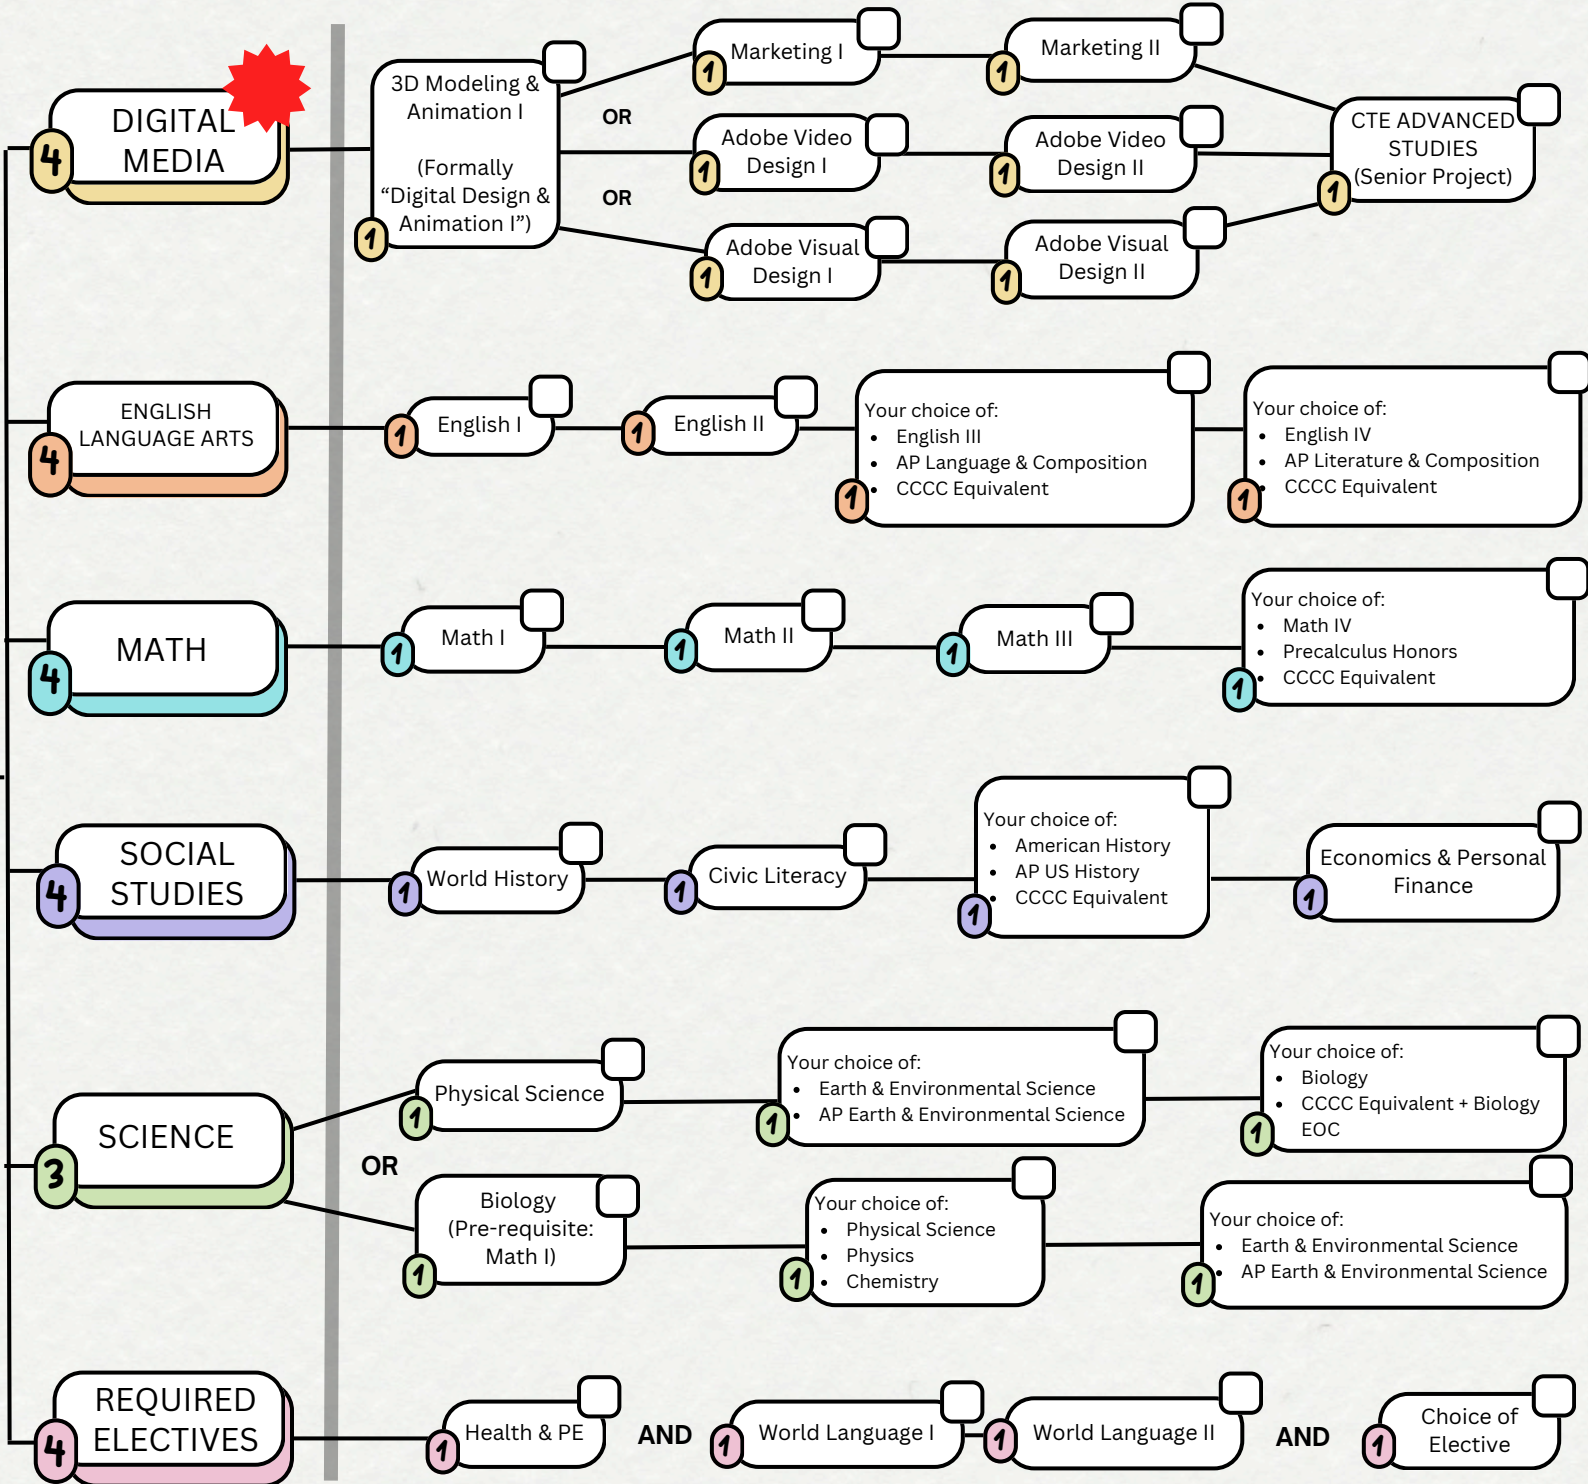 DIGITAL
MEDIA
4
3D Modeling &
Animation I
(Formally
“Digital Design &
Animation I”)
1
OR
OR
Marketing I
1
Marketing II
1
Adobe Video
Design I
1
Adobe Video
Design II
1
Adobe Visual
Design I
1
Adobe Visual
Design II
1
CTE ADVANCED
STUDIES
(Senior Project)
1
ENGLISH
LANGUAGE ARTS
4
English I
1
English II
1
Your choice of:
• English III
• AP Language & Composition
• CCCC Equivalent
1
Your choice of:
• English IV
• AP Literature & Composition
• CCCC Equivalent
1
MATH
4
Math I
1
Math II
1
Math III
1
Your choice of:
• Math IV
• Precalculus Honors
• CCCC Equivalent
1
SOCIAL
STUDIES
4
World History
1
Civic Literacy
1
Your choice of:
• American History
• AP US History
• CCCC Equivalent
1
Economics & Personal
Finance
1
SCIENCE
3
Physical Science
1
Your choice of:
• Earth & Environmental Science
• AP Earth & Environmental Science
1
Your choice of:
• Biology
• CCCC Equivalent + Biology
EOC
1
OR
Biology
(Pre-requisite:
Math I)
1
Your choice of:
• Physical Science
• Physics
• Chemistry
1
Your choice of:
• Earth & Environmental Science
• AP Earth & Environmental Science
1
REQUIRED
ELECTIVES
4
Health & PE
1
AND
World Language I
1
World Language II
1
AND
Choice of
Elective
1